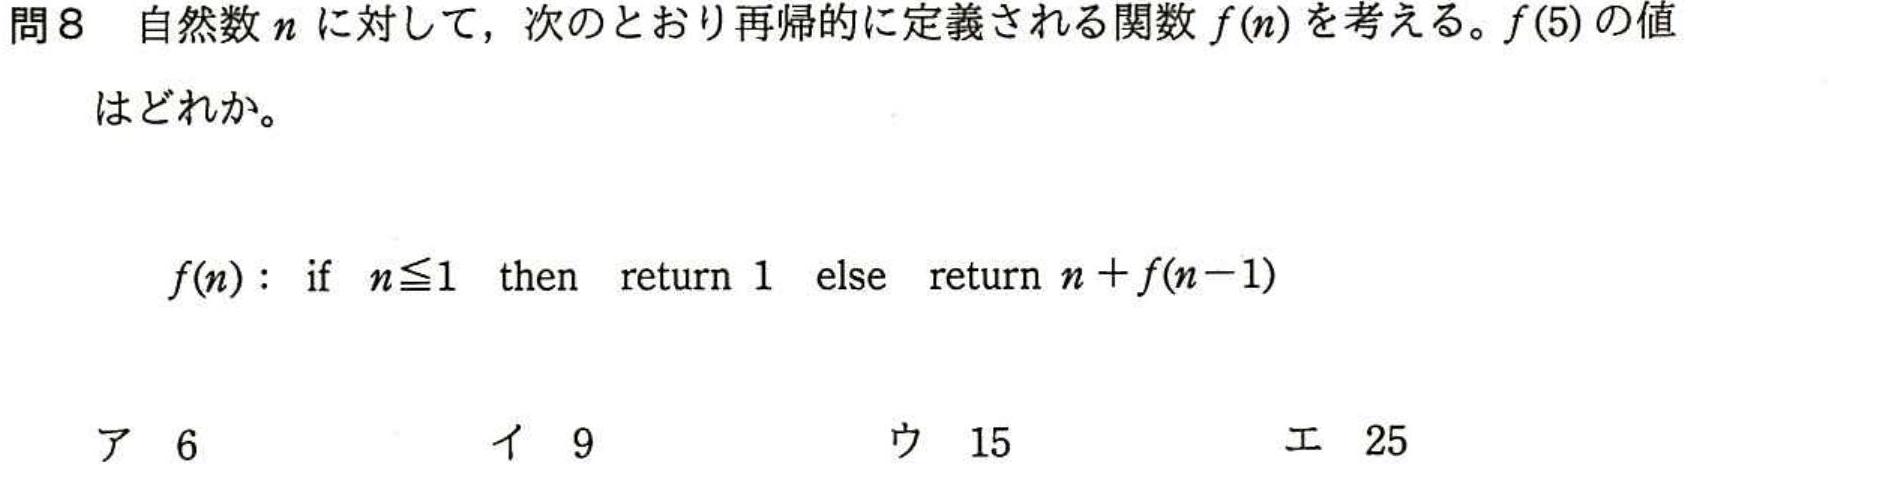 問8　自然数 n に対して，次のとおり再帰的に定義される関数 f(n) を考える。f(5) の値
はどれか。
f(n)： if n≦1 then return 1 else return n＋f(n－1)
ア 6　イ 9　ウ 15　エ 25